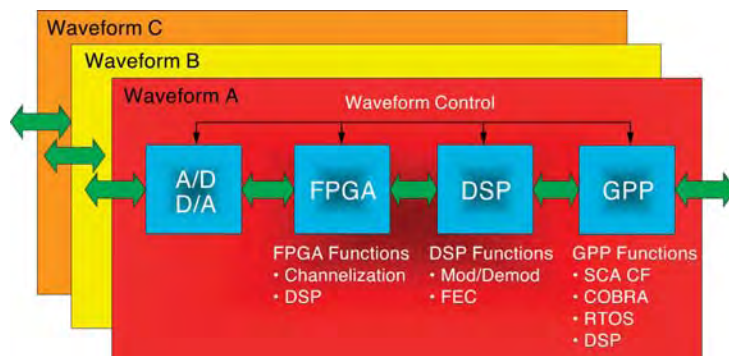 Waveform C
Waveform B
Waveform A
Waveform Control
A/D
D/A
FPGA
DSP
GPP
FPGA Functions
• Channelization
• DSP
DSP Functions
• Mod/Demod
• FEC
GPP Functions
• SCA CF
• COBRA
• RTOS
• DSP